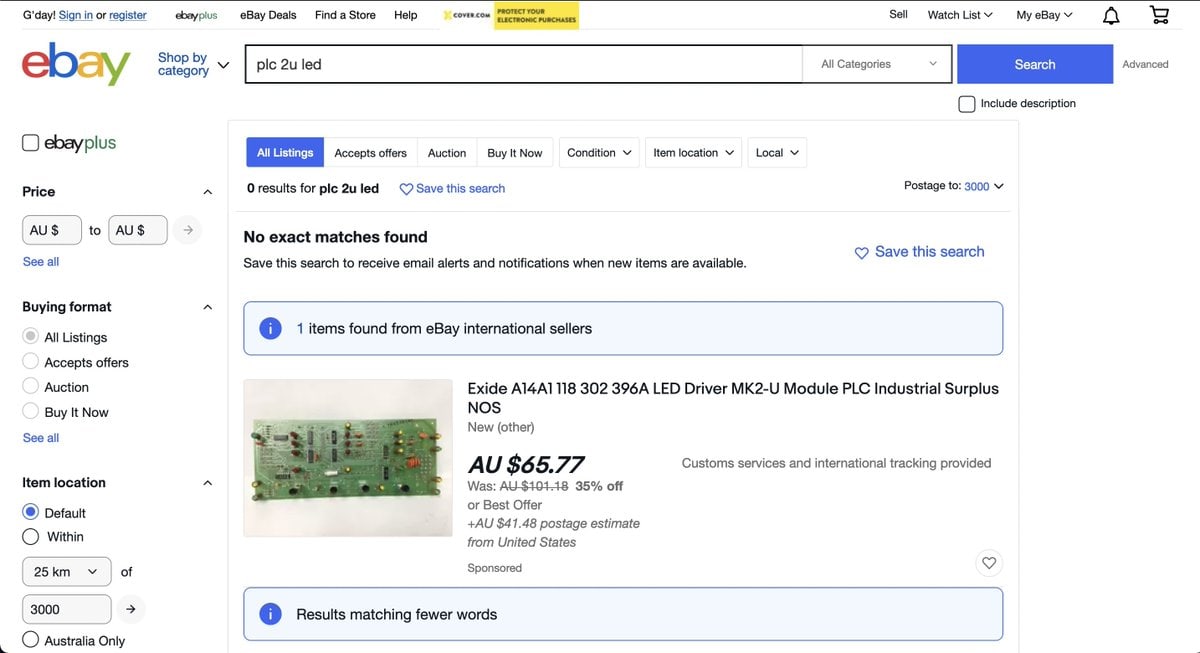 G'day! Sign in or register
ebayplus
eBay Deals
Find a Store
Help
XCOVER.COM
PROTECT YOUR
ELECTRONIC PURCHASES
Sell
Watch List
My eBay
ebay
Shop by
category
plc 2u led
All Categories
Search
Advanced
Include description
ebayplus
Price
AU $ to AU $
See all
Buying format
All Listings
Accepts offers
Auction
Buy It Now
See all
Item location
Default
Within
25 km of
3000
Australia Only
All Listings
Accepts offers
Auction
Buy It Now
Condition
Item location
Local
0 results for plc 2u led
Save this search
Postage to: 3000
No exact matches found
Save this search to receive email alerts and notifications when new items are available.
Save this search
1 items found from eBay international sellers
Exide A14A1 118 302 396A LED Driver MK2-U Module PLC Industrial Surplus
NOS
New (other)
AU $65.77
Was: AU $101.18 35% off
or Best Offer
+AU $41.48 postage estimate
from United States
Sponsored
Customs services and international tracking provided
Results matching fewer words